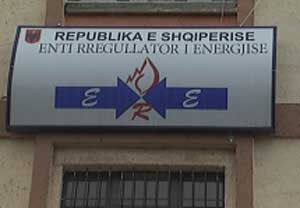 REPUBLIKA E SHQIPERISE
ENTI RREGULLATOR I ENERGJISE
E R E